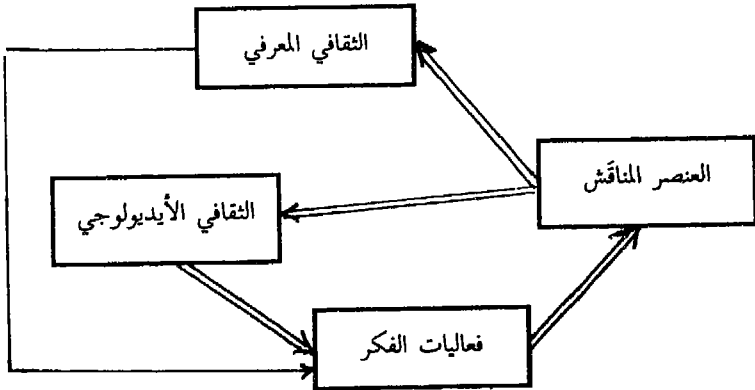 الثقافي المعرفي
العنصر المناقَش
الثقافي الأيديولوجي
فعاليات الفكر